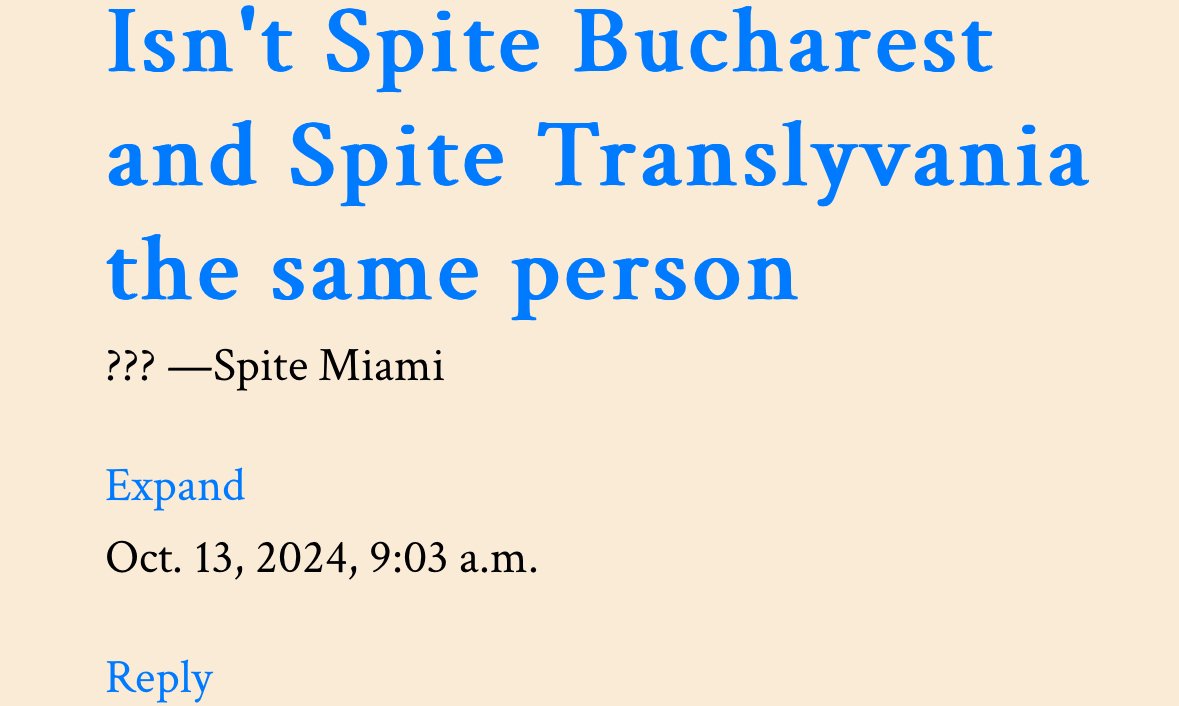 Isn't Spite Bucharest
and Spite Translyvania
the same person
??? —Spite Miami
Expand
Oct. 13, 2024, 9:03 a.m.
Reply